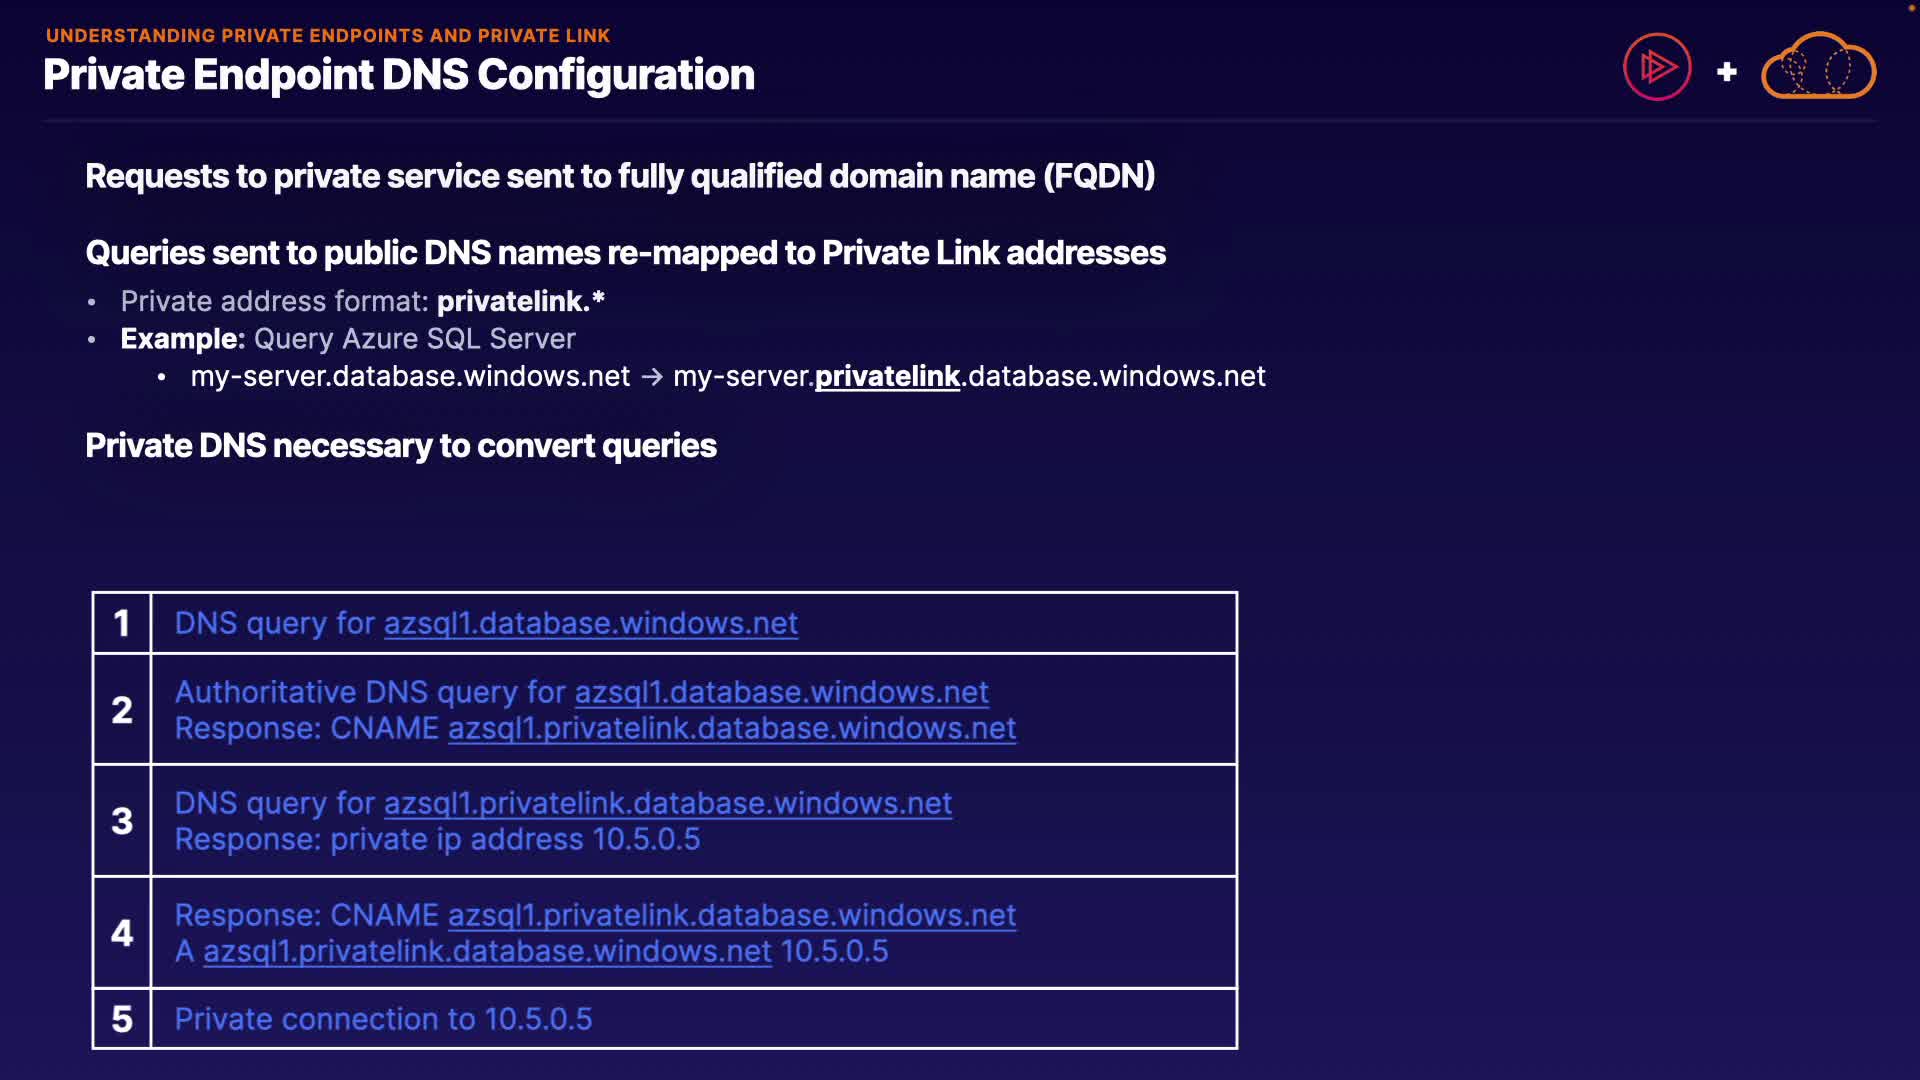 UNDERSTANDING PRIVATE ENDPOINTS AND PRIVATE LINK
Private Endpoint DNS Configuration
+
Requests to private service sent to fully qualified domain name (FQDN)
Queries sent to public DNS names re-mapped to Private Link addresses
• Private address format: privatelink.*
• Example: Query Azure SQL Server
• my-server.database.windows.net → my-server.privatelink.database.windows.net
Private DNS necessary to convert queries
1 DNS query for azsql1.database.windows.net
2 Authoritative DNS query for azsql1.database.windows.net
Response: CNAME azsql1.privatelink.database.windows.net
3 DNS query for azsql1.privatelink.database.windows.net
Response: private ip address 10.5.0.5
4 Response: CNAME azsql1.privatelink.database.windows.net
A azsql1.privatelink.database.windows.net 10.5.0.5
5 Private connection to 10.5.0.5